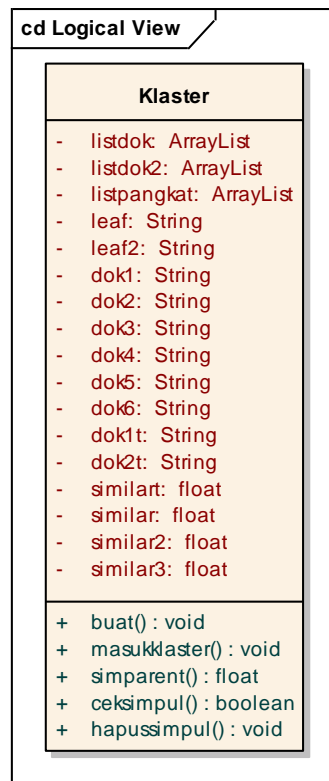 cd Logical View
Klaster
- listdok: ArrayList
- listdok2: ArrayList
- listpangkat: ArrayList
- leaf: String
- leaf2: String
- dok1: String
- dok2: String
- dok3: String
- dok4: String
- dok5: String
- dok6: String
- dok1t: String
- dok2t: String
- similart: float
- similar: float
- similar2: float
- similar3: float
+ buat() : void
+ masukklaster() : void
+ simparent() : float
+ ceksimpul() : boolean
+ hapussimpul() : void